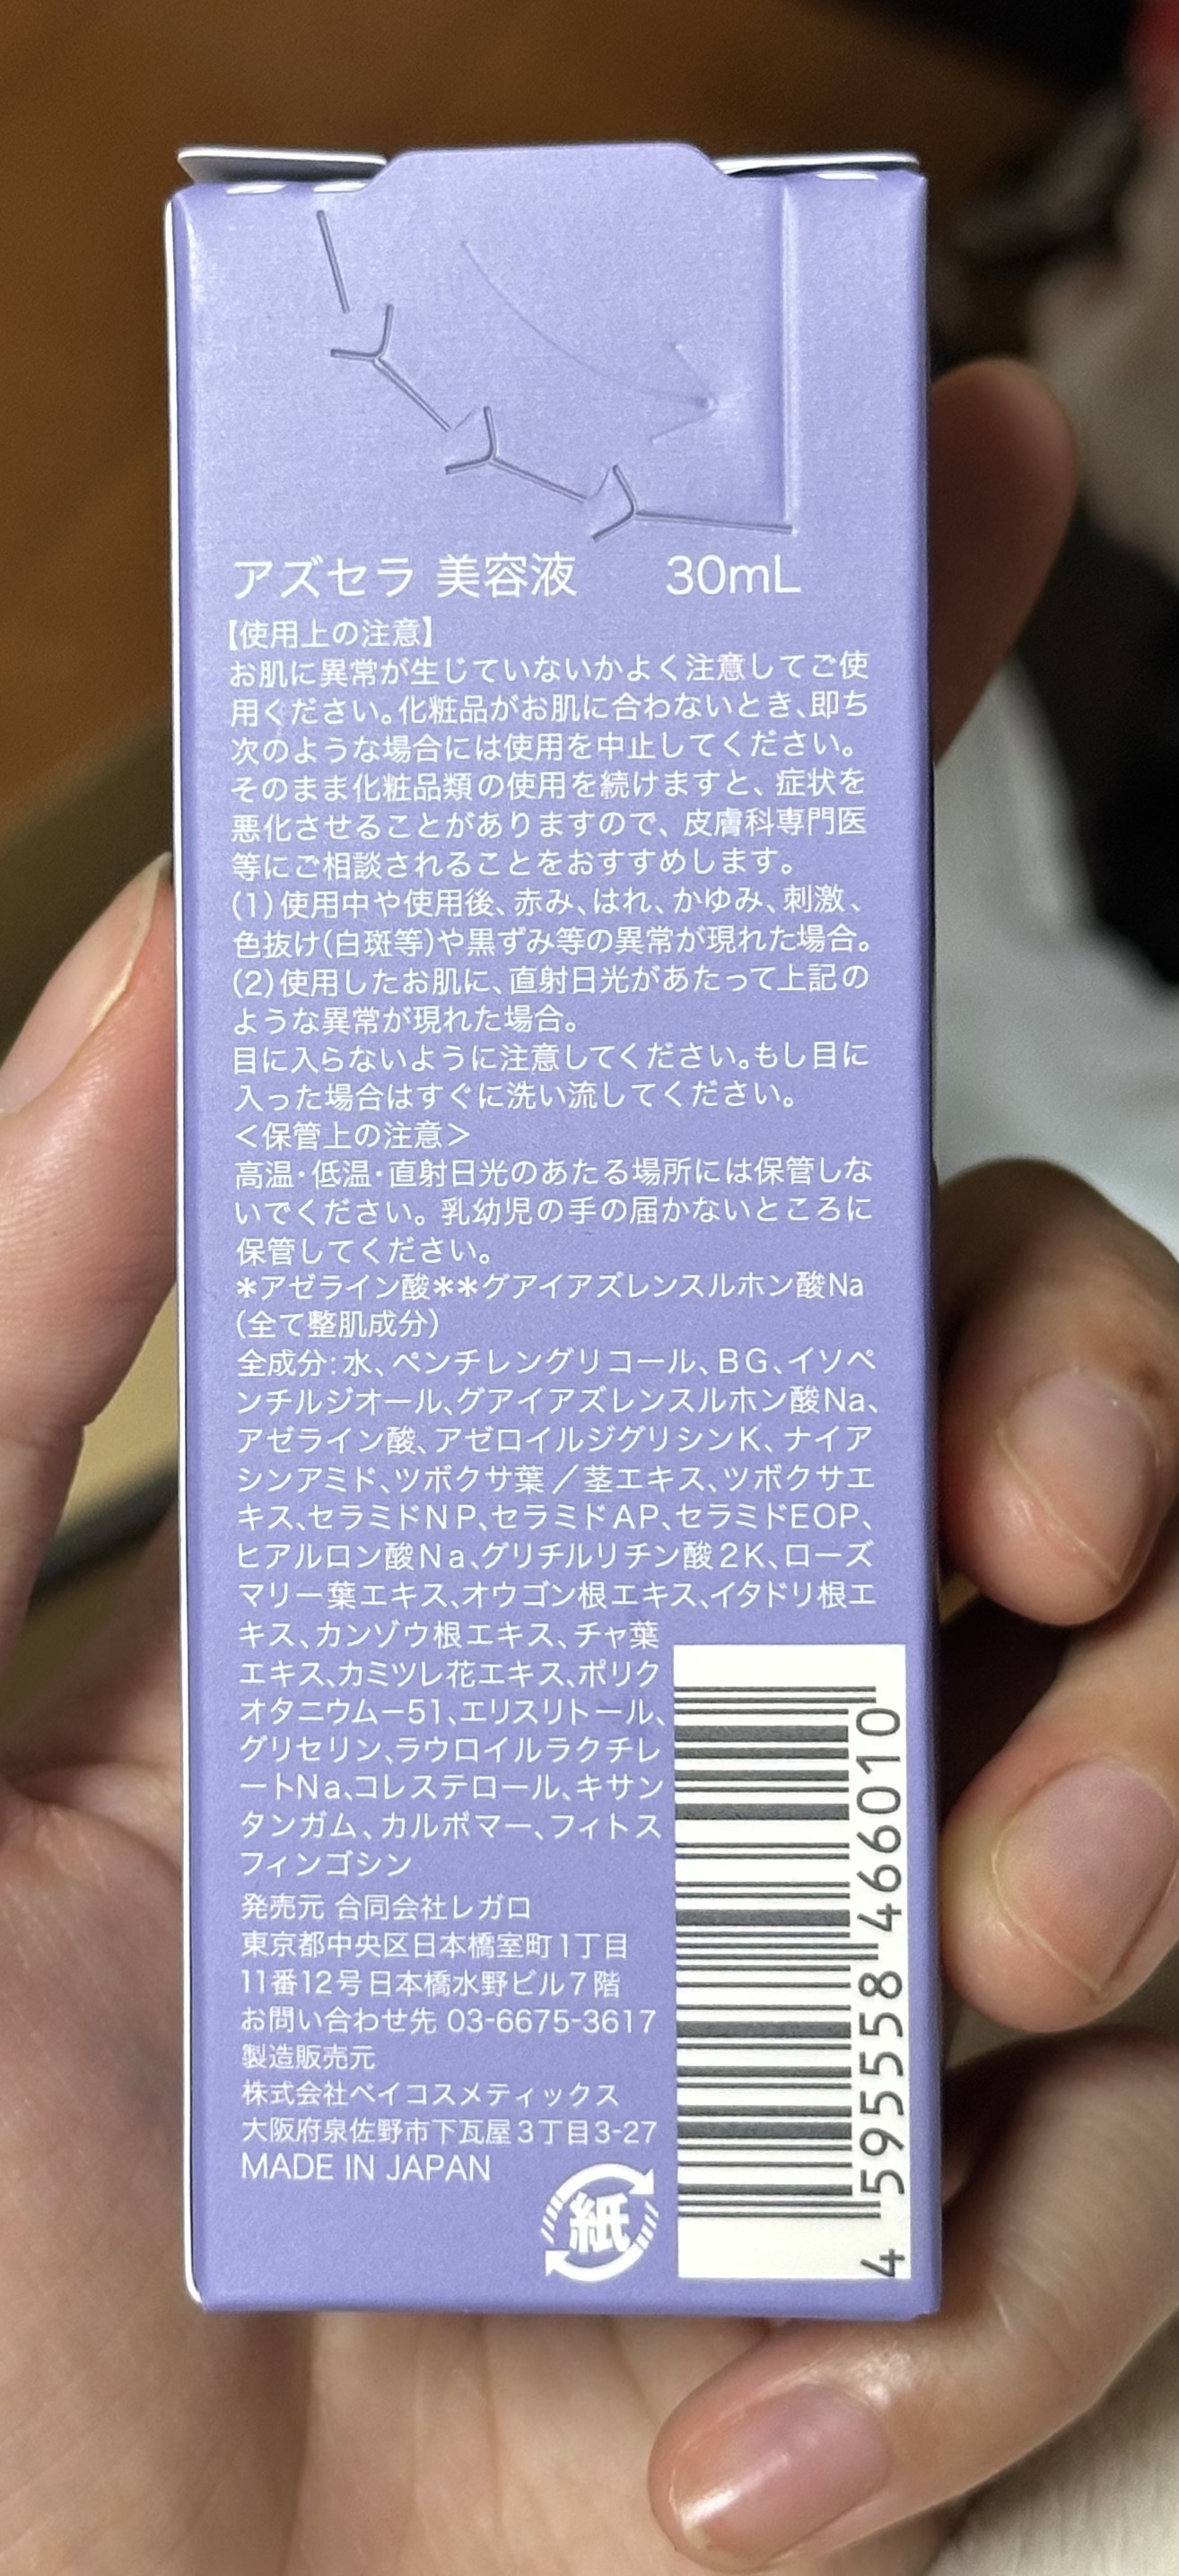 アズセラ 美容液 30mL
【使用上の注意】
お肌に異常が生じていないかよく注意してご使
用ください。化粧品がお肌に合わないとき、即ち
次のような場合には使用を中止してください。
そのまま化粧品類の使用を続けますと、症状を
悪化させることがありますので、皮膚科専門医
等にご相談されることをおすすめします。
(1)使用中や使用後、赤み、はれ、かゆみ、刺激、
色抜け(白斑等)や黒ずみ等の異常が現れた場合。
(2)使用したお肌に、直射日光があたって上記の
ような異常が現れた場合。
目に入らないように注意してください。もし目に
入った場合はすぐに洗い流してください。
＜保管上の注意＞
高温・低温・直射日光のあたる場所には保管しな
いでください。乳幼児の手の届かないところに
保管してください。
＊アゼライン酸＊＊グアイアズレンスルホン酸Na
(全て整肌成分)
全成分：水、ペンチレングリコール、BG、イソペ
ンチルジオール、グアイアズレンスルホン酸Na、
アゼライン酸、アゼロイルジグリシンK、ナイア
シンアミド、ツボクサ葉／茎エキス、ツボクサエ
キス、セラミドNP、セラミドAP、セラミドEOP、
ヒアルロン酸Na、グリチルリチン酸2K、ローズ
マリー葉エキス、オウゴン根エキス、イタドリ根エ
キス、カンゾウ根エキス、チャ葉
エキス、カミツレ花エキス、ポリク
オタニウムー51、エリスリトール、
グリセリン、ラウロイルラクチレ
ートNa、コレステロール、キサン
タンガム、カルボマー、フィトス
フィンゴシン
発売元 合同会社レガロ
東京都中央区日本橋室町1丁目
11番12号日本橋水野ビル7階
お問い合わせ先 03-6675-3617
製造販売元
株式会社ベイコスメティックス
大阪府泉佐野市下瓦屋3丁目3-27
MADE IN JAPAN
紙
4 595558 466010